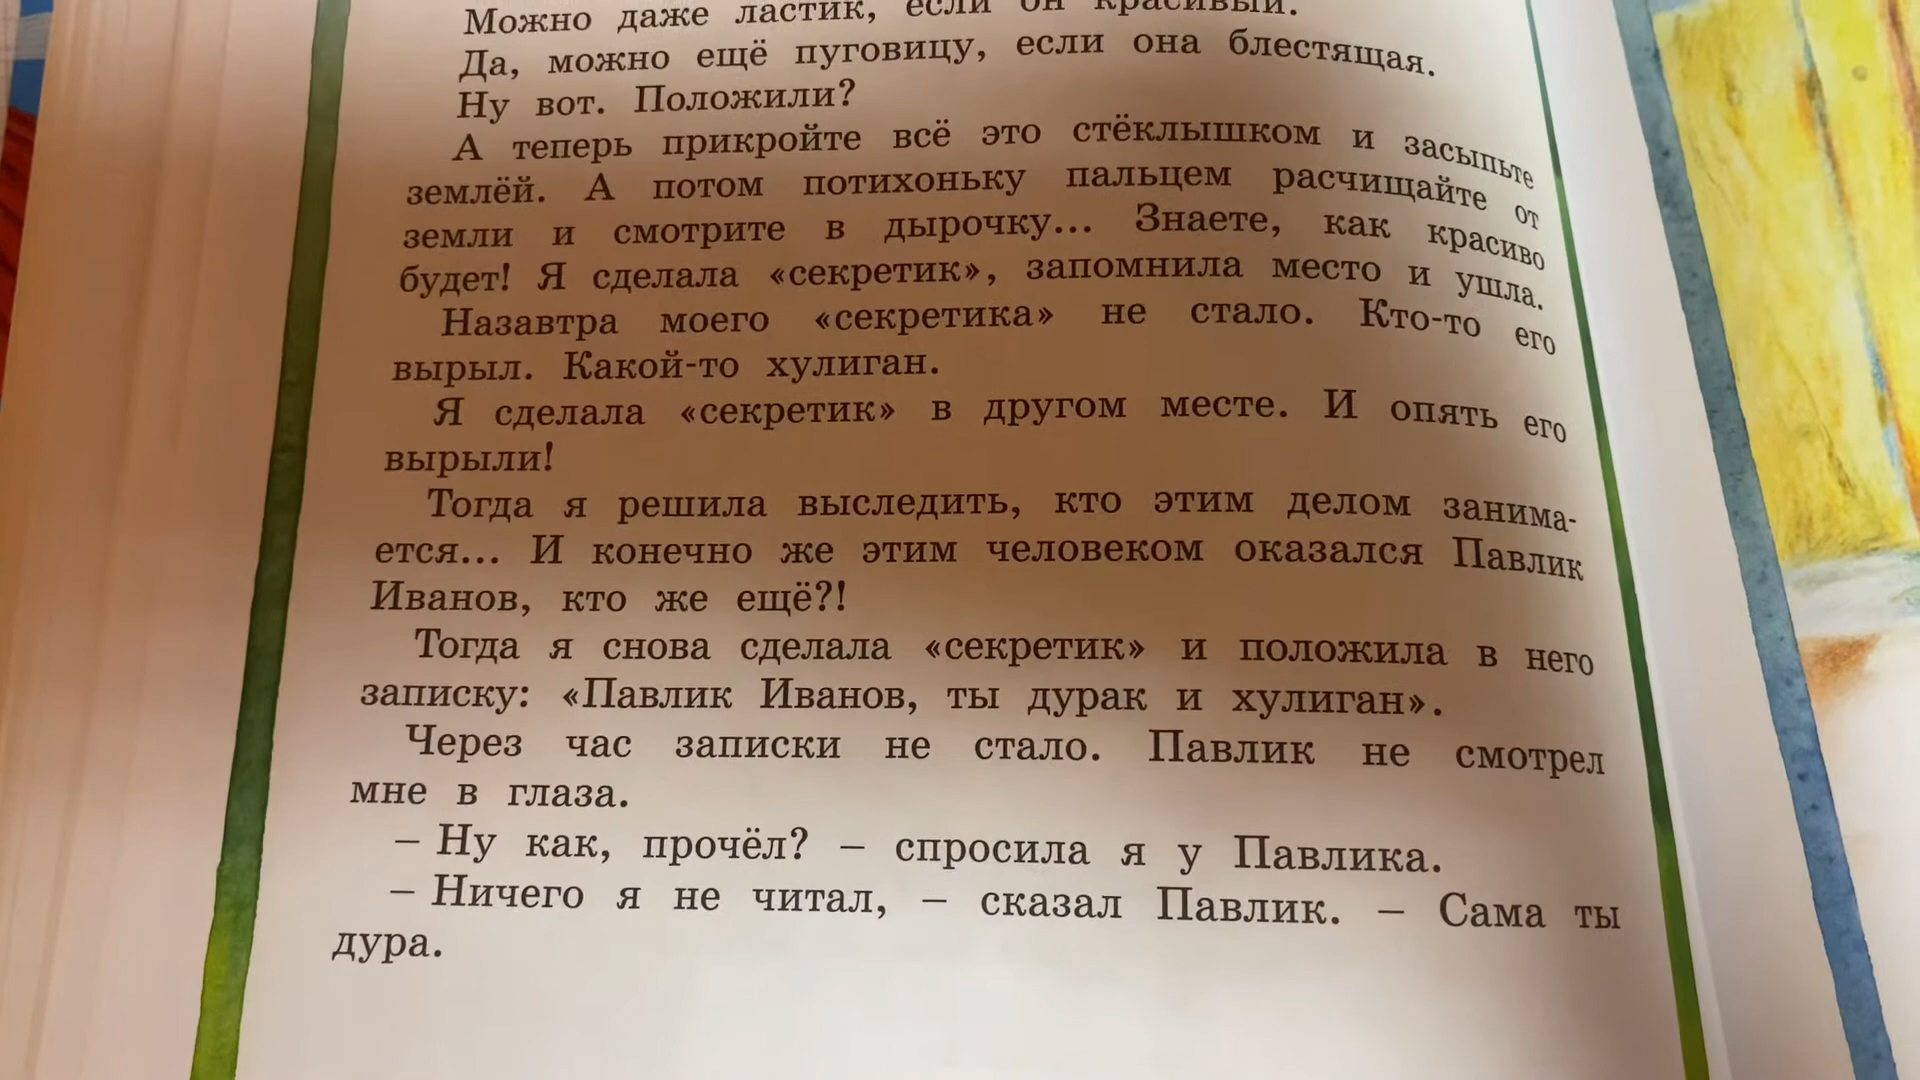 Можно даже ластик, если он красивый.
Да, можно ещё пуговицу, если она блестящая.
Ну вот. Положили?
А теперь прикройте всё это стёклышком и засыпьте
землёй. А потом потихоньку пальцем расчищайте от
земли и смотрите в дырочку... Знаете, как красиво
будет! Я сделала «секретик», запомнила место и ушла.
Назавтра моего «секретика» не стало. Кто-то его
вырыл. Какой-то хулиган.
Я сделала «секретик» в другом месте. И опять его
вырыли!
Тогда я решила выследить, кто этим делом занима-
ется... И конечно же этим человеком оказался Павлик
Иванов, кто же ещё?!
Тогда я снова сделала «секретик» и положила в него
записку: «Павлик Иванов, ты дурак и хулиган».
Через час записки не стало. Павлик не смотрел
мне в глаза.
– Ну как, прочёл? – спросила я у Павлика.
– Ничего я не читал, – сказал Павлик. – Сама ты
дура.